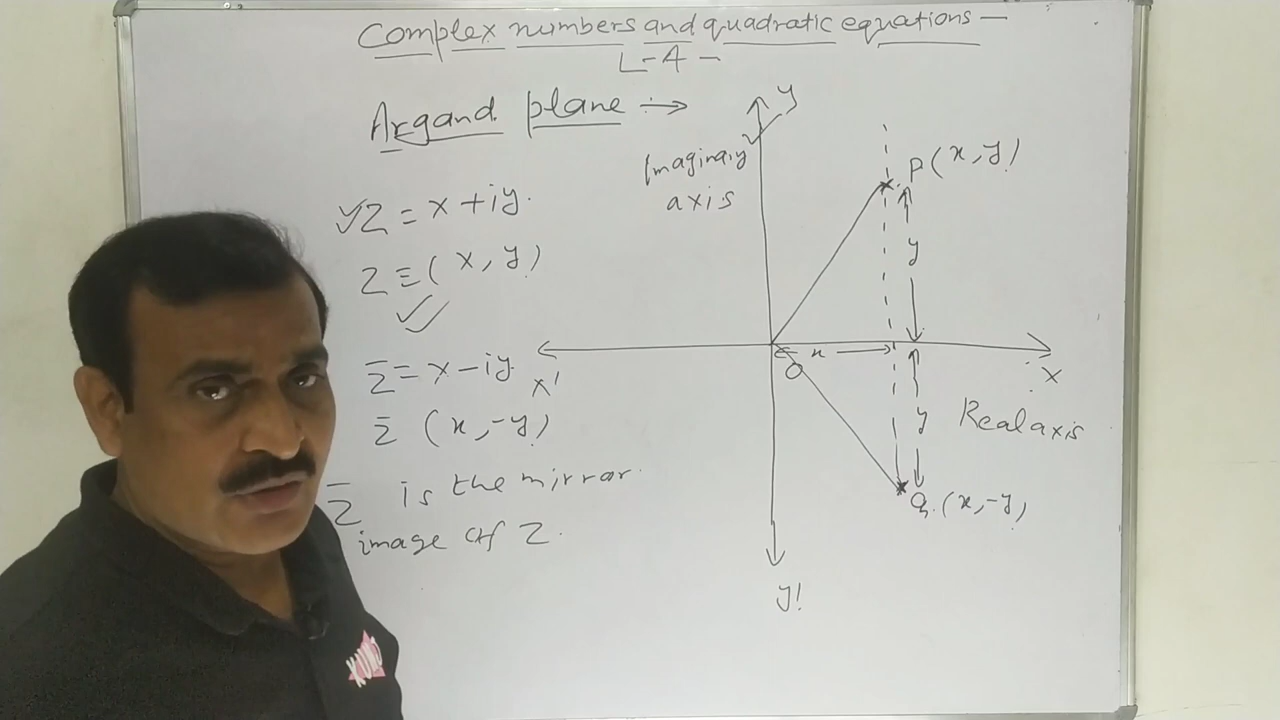 Complex numbers and quadratic equations —
L-4 —
Argand plane →
y
Imaginary
axis
P(x,y)
✓Z = x+iy.
y
Z ≡ (x,y)
x
O
X'
X
Z̄ = x-iy
y
Real axis
Z̄ (x,-y)
Z̄ is the mirror
Q (x,-y)
image of Z.
y'